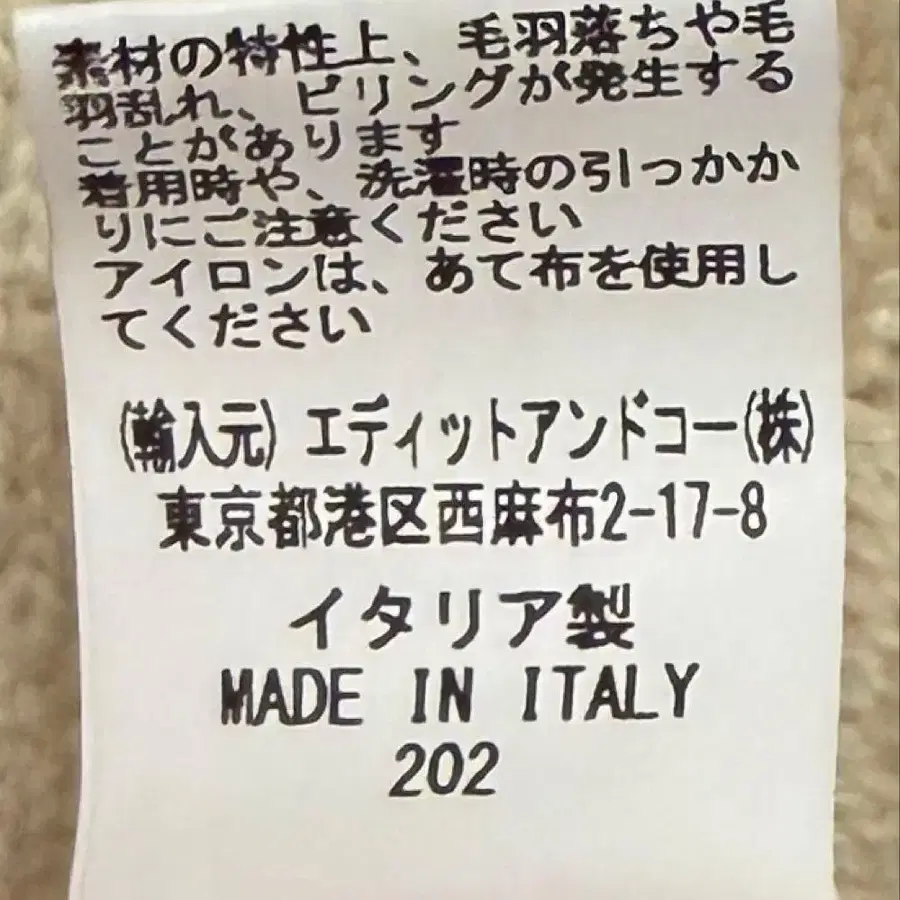 素材の特性上、毛羽落ちや毛
羽乱れ、ピリングが発生する
ことがあります
着用時や、洗濯時の引っかか
りにご注意ください
アイロンは、あて布を使用し
てください
(輸入元) エディットアンドコー(株)
東京都港区西麻布2-17-8
イタリア製
MADE IN ITALY
202